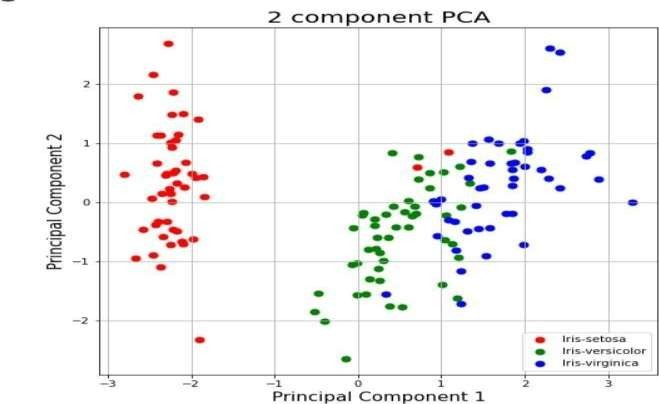 2 component PCA
Principal Component 2
2
1
0
−1
−2
−3
−2
−1
0
1
2
3
Principal Component 1
Iris-setosa
Iris-versicolor
Iris-virginica